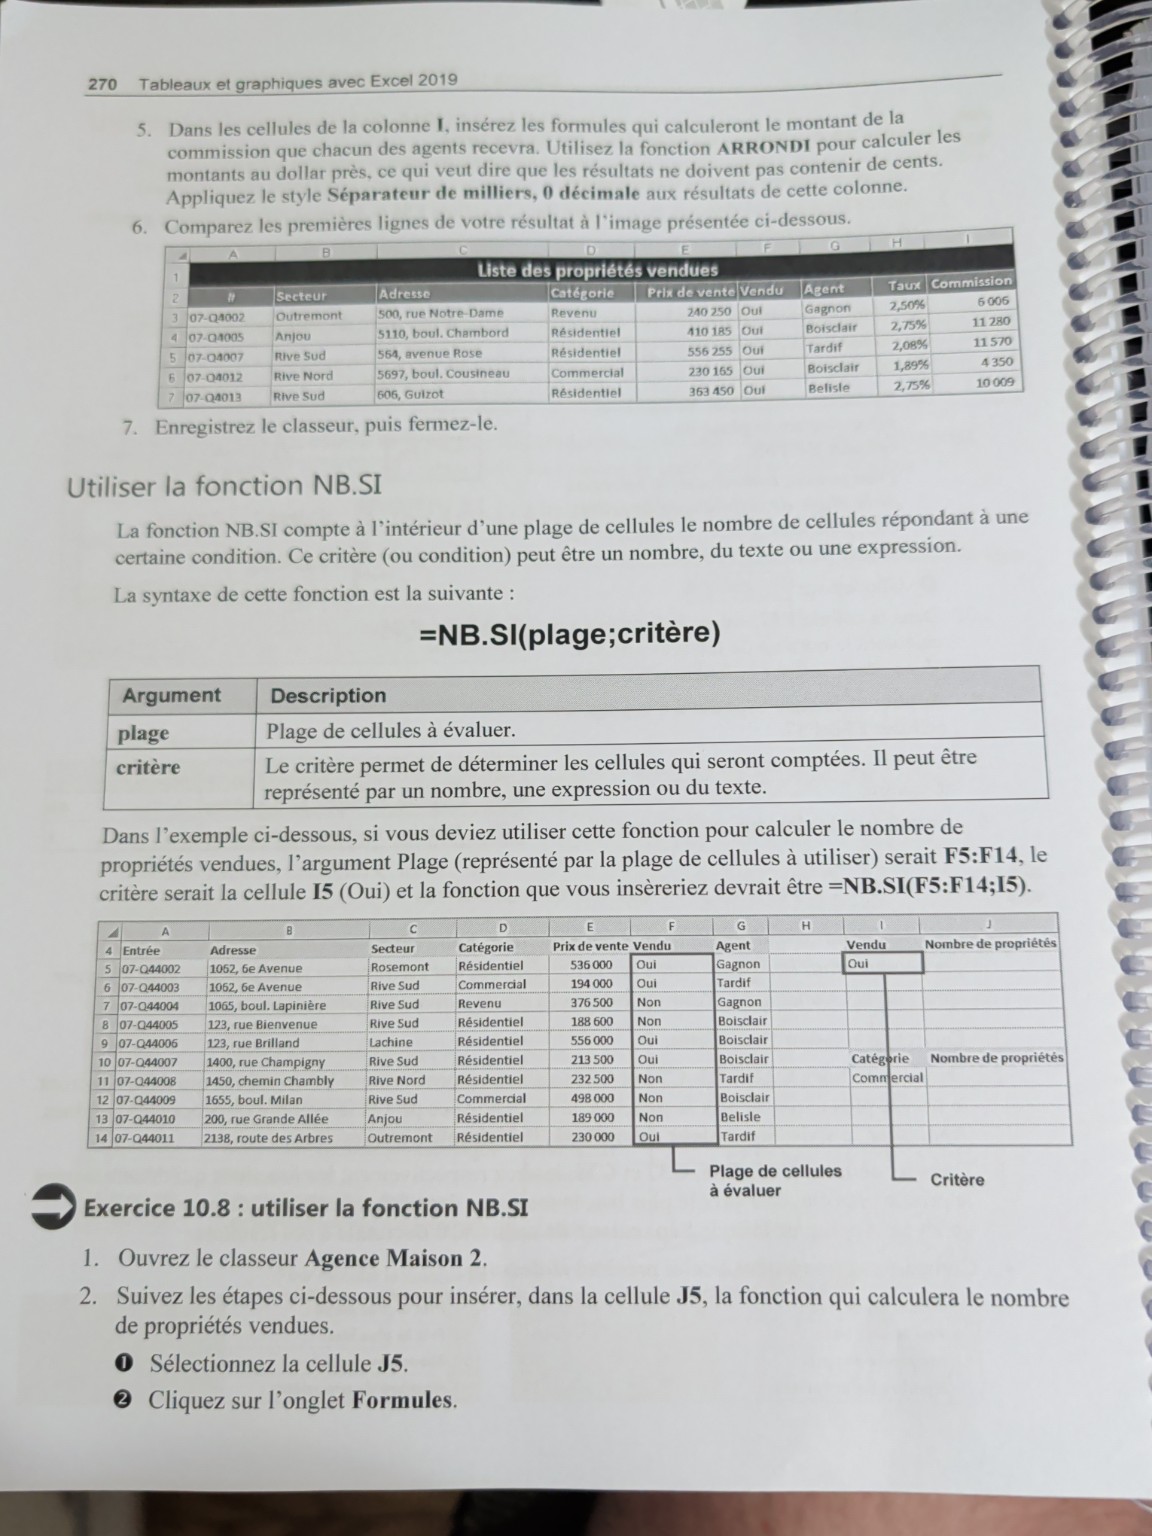 270 Tableaux et graphiques avec Excel 2019
5. Dans les cellules de la colonne I, insérez les formules qui calculeront le montant de la
commission que chacun des agents recevra. Utilisez la fonction ARRONDI pour calculer les
montants au dollar près, ce qui veut dire que les résultats ne doivent pas contenir de cents.
Appliquez le style Séparateur de milliers, 0 décimale aux résultats de cette colonne.
6. Comparez les premières lignes de votre résultat à l'image présentée ci-dessous.
A B C D E F G H I
1 Liste des propriétés vendues
2 # Secteur Adresse Catégorie Prix de vente Vendu Agent Taux Commission
3 07-Q4002 Outremont 500, rue Notre-Dame Revenu 240 250 Oui Gagnon 2,50% 6 006
4 07-Q4005 Anjou 5110, boul. Chambord Résidentiel 410 185 Oui Boisclair 2,75% 11 280
5 07-Q4007 Rive Sud 564, avenue Rose Résidentiel 556 255 Oui Tardif 2,08% 11 570
6 07-Q4012 Rive Nord 5697, boul. Cousineau Commercial 230 165 Oui Boisclair 1,89% 4 350
7 07-Q4013 Rive Sud 606, Guizot Résidentiel 363 450 Oui Belisle 2,75% 10 009
7. Enregistrez le classeur, puis fermez-le.
Utiliser la fonction NB.SI
La fonction NB.SI compte à l'intérieur d'une plage de cellules le nombre de cellules répondant à une
certaine condition. Ce critère (ou condition) peut être un nombre, du texte ou une expression.
La syntaxe de cette fonction est la suivante :
=NB.SI(plage;critère)
Argument Description
plage Plage de cellules à évaluer.
critère Le critère permet de déterminer les cellules qui seront comptées. Il peut être
représenté par un nombre, une expression ou du texte.
Dans l'exemple ci-dessous, si vous deviez utiliser cette fonction pour calculer le nombre de
propriétés vendues, l'argument Plage (représenté par la plage de cellules à utiliser) serait F5:F14, le
critère serait la cellule I5 (Oui) et la fonction que vous insèreriez devrait être =NB.SI(F5:F14;I5).
A B C D E F G H I J
4 Entrée Adresse Secteur Catégorie Prix de vente Vendu Agent Vendu Nombre de propriétés
5 07-Q44002 1062, 6e Avenue Rosemont Résidentiel 536 000 Oui Gagnon Oui
6 07-Q44003 1062, 6e Avenue Rive Sud Commercial 194 000 Oui Tardif
7 07-Q44004 1065, boul. Lapinière Rive Sud Revenu 376 500 Non Gagnon
8 07-Q44005 123, rue Bienvenue Rive Sud Résidentiel 188 600 Non Boisclair
9 07-Q44006 123, rue Brilland Lachine Résidentiel 556 000 Oui Boisclair
10 07-Q44007 1400, rue Champigny Rive Sud Résidentiel 213 500 Oui Boisclair Catégorie Nombre de propriétés
11 07-Q44008 1450, chemin Chambly Rive Nord Résidentiel 232 500 Non Tardif Commercial
12 07-Q44009 1655, boul. Milan Rive Sud Commercial 498 000 Non Boisclair
13 07-Q44010 200, rue Grande Allée Anjou Résidentiel 189 000 Non Belisle
14 07-Q44011 2138, route des Arbres Outremont Résidentiel 230 000 Oui Tardif
Plage de cellules
à évaluer
Critère
Exercice 10.8 : utiliser la fonction NB.SI
1. Ouvrez le classeur Agence Maison 2.
2. Suivez les étapes ci-dessous pour insérer, dans la cellule J5, la fonction qui calculera le nombre
de propriétés vendues.
❶ Sélectionnez la cellule J5.
❷ Cliquez sur l'onglet Formules.